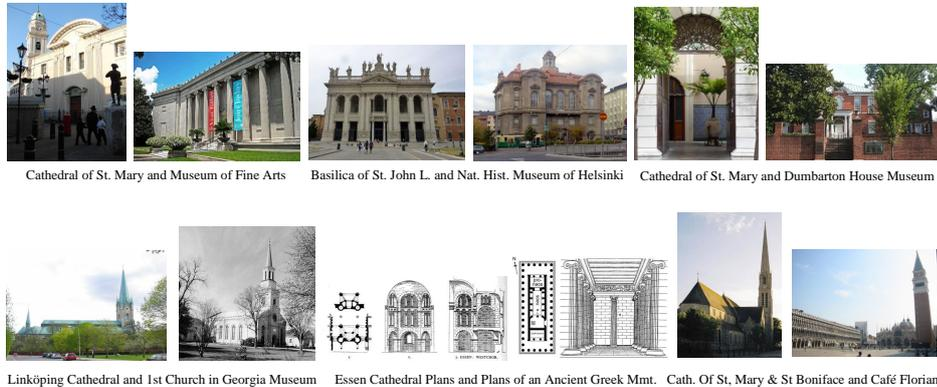 Cathedral of St. Mary and Museum of Fine Arts
Basilica of St. John L. and Nat. Hist. Museum of Helsinki
Cathedral of St. Mary and Dumbarton House Museum
Linköping Cathedral and 1st Church in Georgia Museum
Essen Cathedral Plans and Plans of an Ancient Greek Mmt.
Cath. Of St, Mary & St Boniface and Café Florian